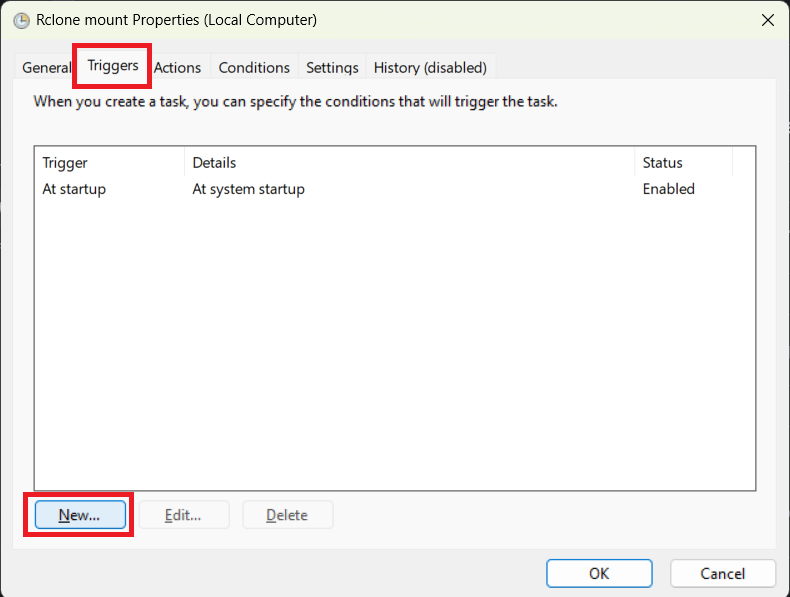 Rclone mount Properties (Local Computer)
General Triggers Actions Conditions Settings History (disabled)
When you create a task, you can specify the conditions that will trigger the task.
Trigger Details Status
At startup At system startup Enabled
New... Edit... Delete
OK Cancel